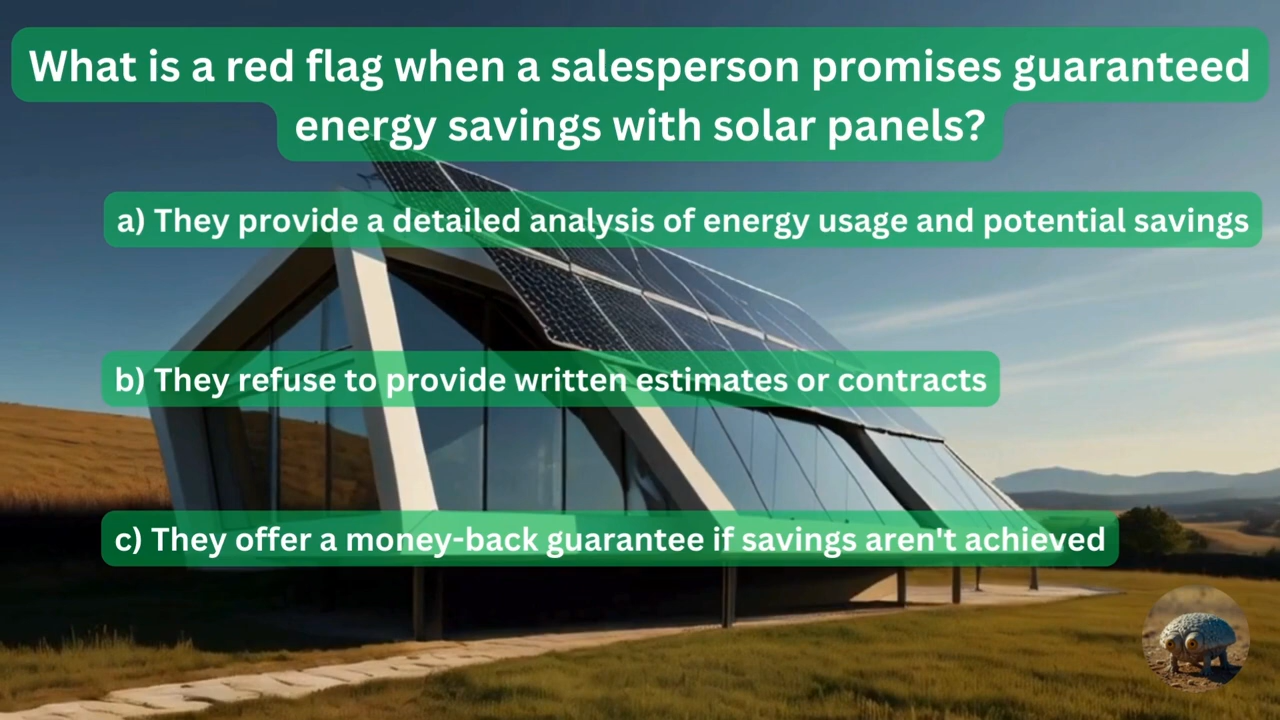 What is a red flag when a salesperson promises guaranteed
energy savings with solar panels?
a) They provide a detailed analysis of energy usage and potential savings
b) They refuse to provide written estimates or contracts
c) They offer a money-back guarantee if savings aren't achieved